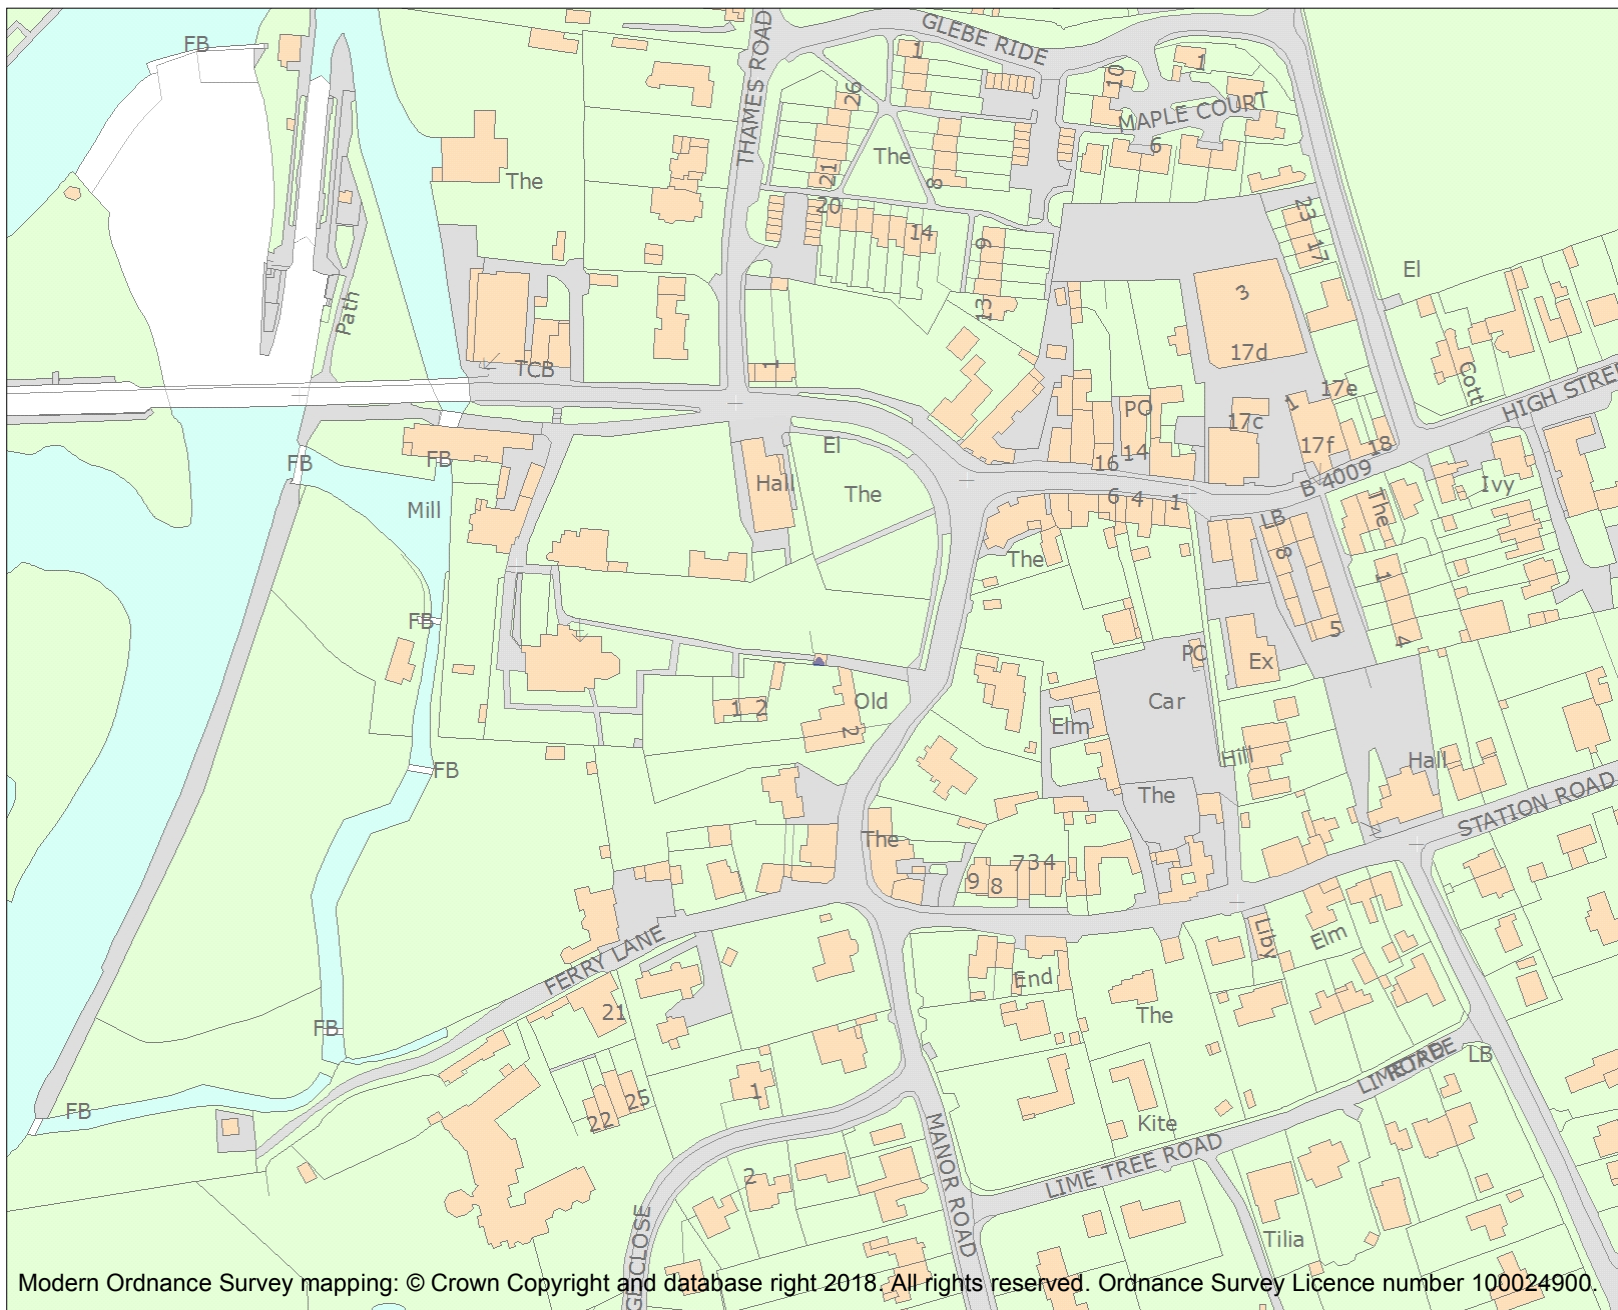 FB
THAMES ROAD
GLEBE RIDE
1
10
1
26
MAPLE COURT
The
6
The
21
8
20
14
23
17
9
El
3
Path
13
17d
TCB
1
Cott
17e
HIGH STREE
PO
1
17c
El
17f
18
14
16
FB
FB
Hall
The
B 4009
Ivy
The
Mill
6 4 1
LB
8
The
1
FB
5
4
PC
Ex
1 2
Old
2
Car
Elm
Hill
Hall
FB
The
STATION ROAD
The
7 3 4
9 8
FERRY LANE
Liby
Elm
End
21
The
FB
LIME TREE
LB
1
FB
22 25
Kite
MANOR ROAD
LIME TREE ROAD
2
GLE CLOSE
Tilia
Modern Ordnance Survey mapping: © Crown Copyright and database right 2018. All rights reserved. Ordnance Survey Licence number 100024900.